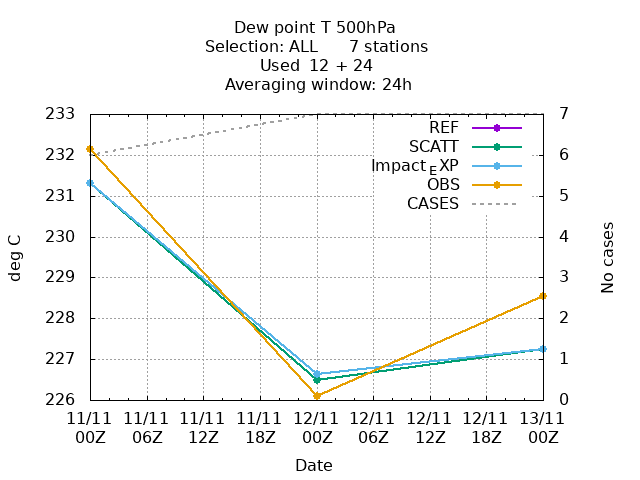 Dew point T 500hPa
Selection: ALL      7 stations
Used  12 + 24
Averaging window: 24h
233
232
231
230
229
228
227
226
deg C
7
6
5
4
3
2
1
0
No cases
REF
SCATT
Impact_EXP
OBS
CASES
11/11 11/11 11/11 11/11 12/11 12/11 12/11 12/11 13/11
00Z 06Z 12Z 18Z 00Z 06Z 12Z 18Z 00Z
Date